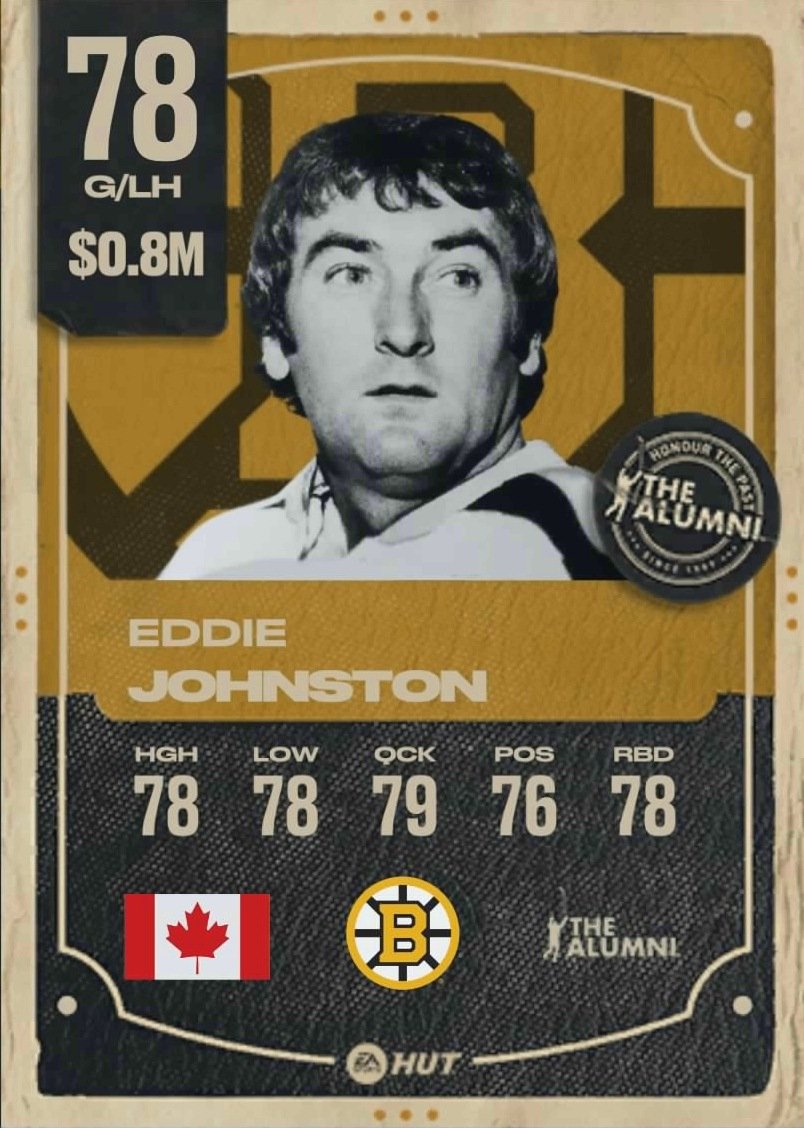 78
G/LH
$0.8M
HONOUR THE PAST
THE
ALUMNI
EDDIE
JOHNSTON
HGH LOW QCK POS RBD
78 78 79 76 78
B
THE
ALUMNI
EA
HUT